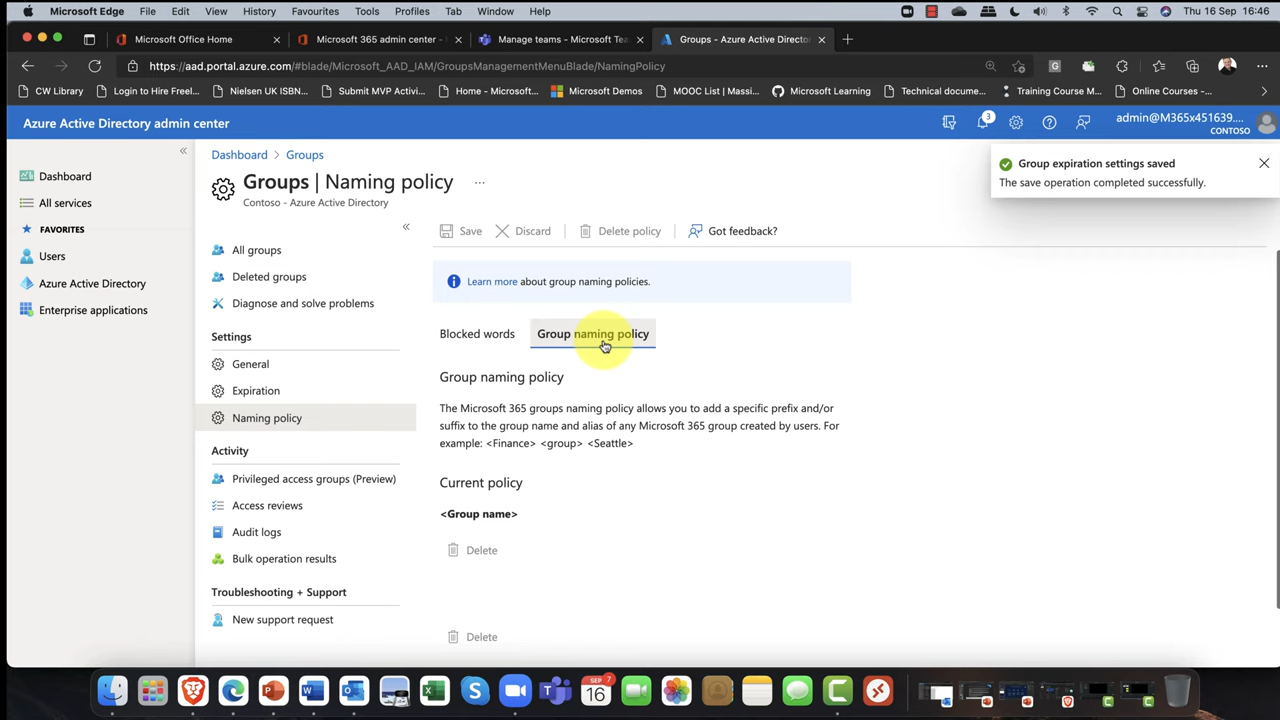 Microsoft Edge File Edit View History Favourites Tools Profiles Tab Window Help Thu 16 Sep 16:46
Microsoft Office Home Microsoft 365 admin center - Manage teams - Microsoft Tea Groups - Azure Active Directo
https://aad.portal.azure.com/#blade/Microsoft_AAD_IAM/GroupsManagementMenuBlade/NamingPolicy
CW Library Login to Hire Freel... Nielsen UK ISBN... Submit MVP Activi... Home - Microsoft... Microsoft Demos MOOC List | Massi... Microsoft Learning Technical docume... Training Course M... Online Courses -...
Azure Active Directory admin center
3
admin@M365x451639....
CONTOSO
Dashboard > Groups
Group expiration settings saved
The save operation completed successfully.
Dashboard
All services
FAVORITES
Users
Azure Active Directory
Enterprise applications
Groups | Naming policy ...
Contoso - Azure Active Directory
All groups
Deleted groups
Diagnose and solve problems
Settings
General
Expiration
Naming policy
Activity
Privileged access groups (Preview)
Access reviews
Audit logs
Bulk operation results
Troubleshooting + Support
New support request
Save Discard Delete policy Got feedback?
Learn more about group naming policies.
Blocked words Group naming policy
Group naming policy
The Microsoft 365 groups naming policy allows you to add a specific prefix and/or
suffix to the group name and alias of any Microsoft 365 group created by users. For
example: <Finance> <group> <Seattle>
Current policy
<Group name>
Delete
Delete
SEP
16
7